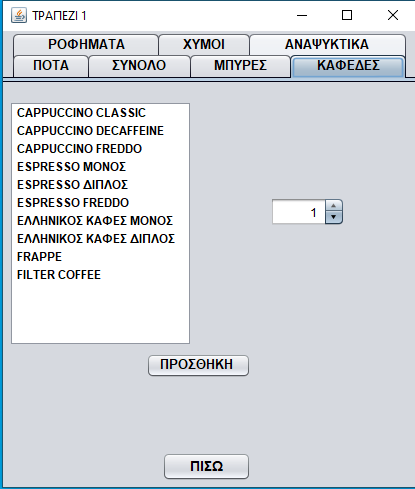 ΤΡΑΠΕΖΙ 1
ΡΟΦΗΜΑΤΑ ΧΥΜΟΙ ΑΝΑΨΥΚΤΙΚΑ
ΠΟΤΑ ΣΥΝΟΛΟ ΜΠΥΡΕΣ ΚΑΦΕΔΕΣ
CAPPUCCINO CLASSIC
CAPPUCCINO DECAFFEINE
CAPPUCCINO FREDDO
ESPRESSO ΜΟΝΟΣ
ESPRESSO ΔΙΠΛΟΣ
ESPRESSO FREDDO
ΕΛΛΗΝΙΚΟΣ ΚΑΦΕΣ ΜΟΝΟΣ
ΕΛΛΗΝΙΚΟΣ ΚΑΦΕΣ ΔΙΠΛΟΣ
FRAPPE
FILTER COFFEE
1
ΠΡΟΣΘΗΚΗ
ΠΙΣΩ